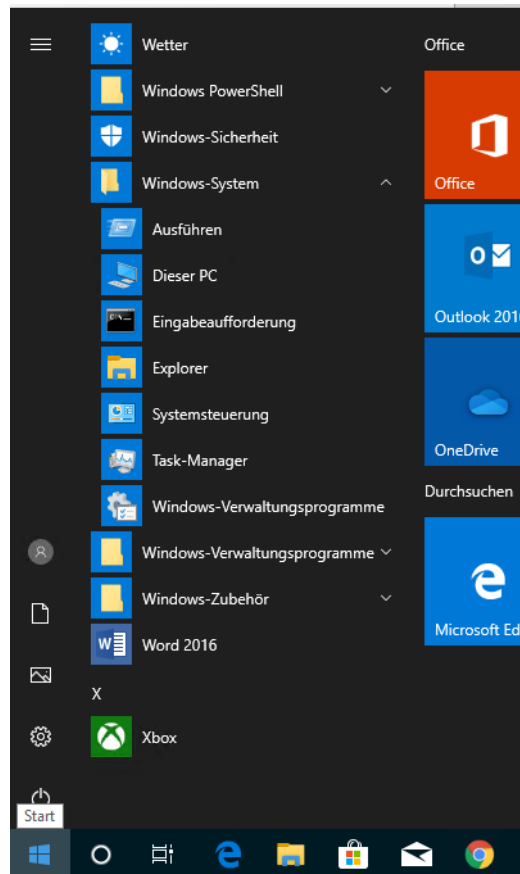 Wetter
Windows PowerShell
Windows-Sicherheit
Windows-System
Ausführen
Dieser PC
Eingabeaufforderung
Explorer
Systemsteuerung
Task-Manager
Windows-Verwaltungsprogramme
Windows-Verwaltungsprogramme
Windows-Zubehör
Word 2016
X
Xbox
Start
Office
Office
Outlook 201
OneDrive
Durchsuchen
Microsoft Ed